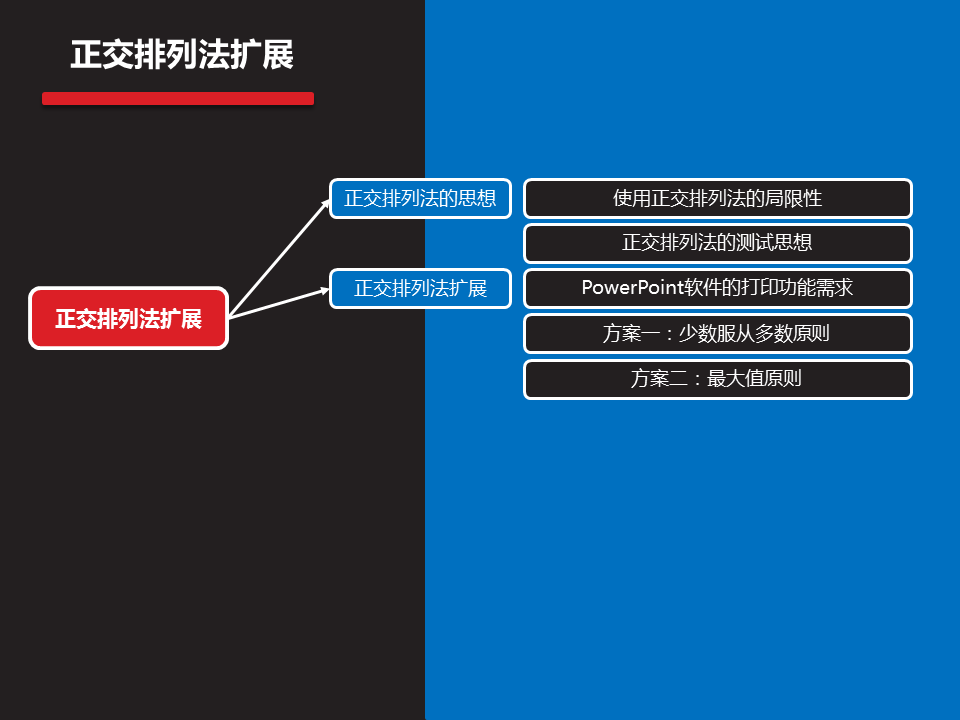 正交排列法扩展
正交排列法的思想
使用正交排列法的局限性
正交排列法的测试思想
正交排列法扩展
正交排列法扩展
PowerPoint软件的打印功能需求
方案一：少数服从多数原则
方案二：最大值原则